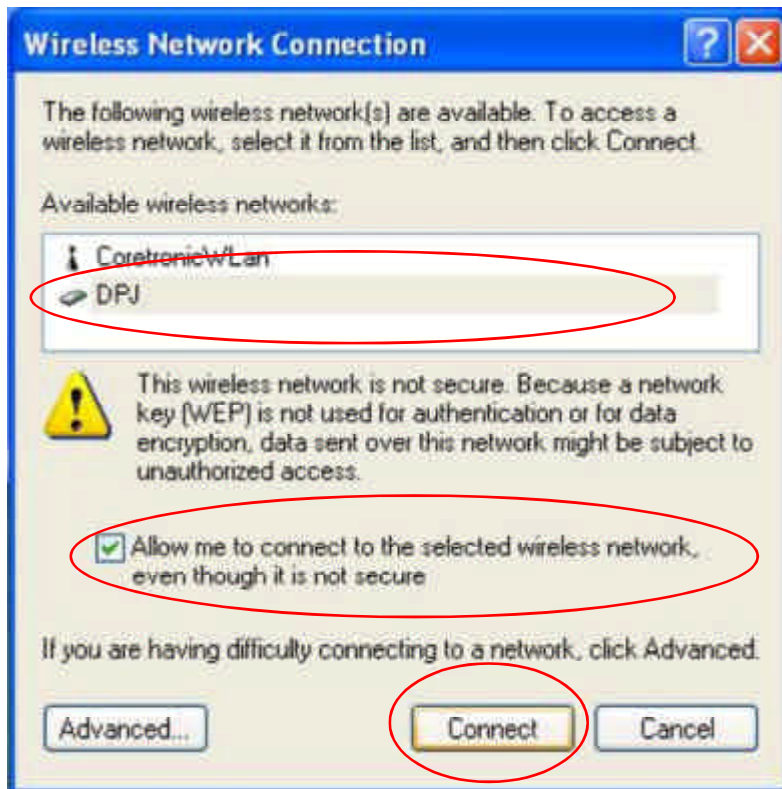 Wireless Network Connection
The following wireless network(s) are available. To access a
wireless network, select it from the list, and then click Connect.
Available wireless networks:
CoretronicWLan
DPJ
This wireless network is not secure. Because a network
key (WEP) is not used for authentication or for data
encryption, data sent over this network might be subject to
unauthorized access.
Allow me to connect to the selected wireless network,
even though it is not secure
If you are having difficulty connecting to a network, click Advanced.
Advanced... Connect Cancel